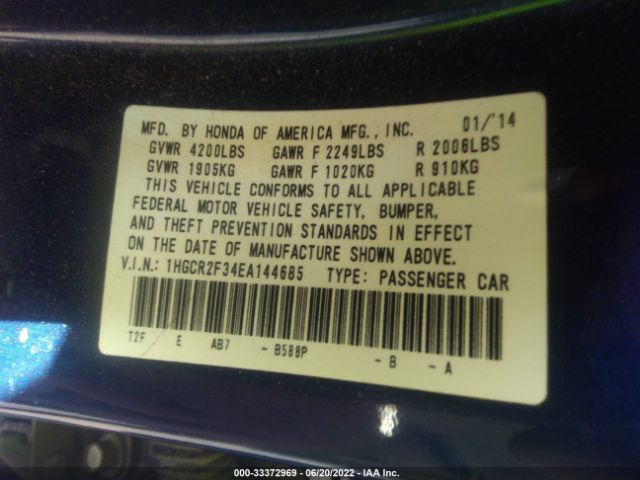 MFD. BY HONDA OF AMERICA MFG., INC. 01/'14
GVWR 4200LBS GAWR F 2249LBS R 2006LBS
GVWR 1905KG GAWR F 1020KG R 910KG
THIS VEHICLE CONFORMS TO ALL APPLICABLE
FEDERAL MOTOR VEHICLE SAFETY, BUMPER,
AND THEFT PREVENTION STANDARDS IN EFFECT
ON THE DATE OF MANUFACTURE SHOWN ABOVE.
V.I.N.: 1HGCR2F34EA144685 TYPE: PASSENGER CAR
T2F E AB7 - B588P - B - A
000-33372969 - 06/20/2022 - IAA Inc.